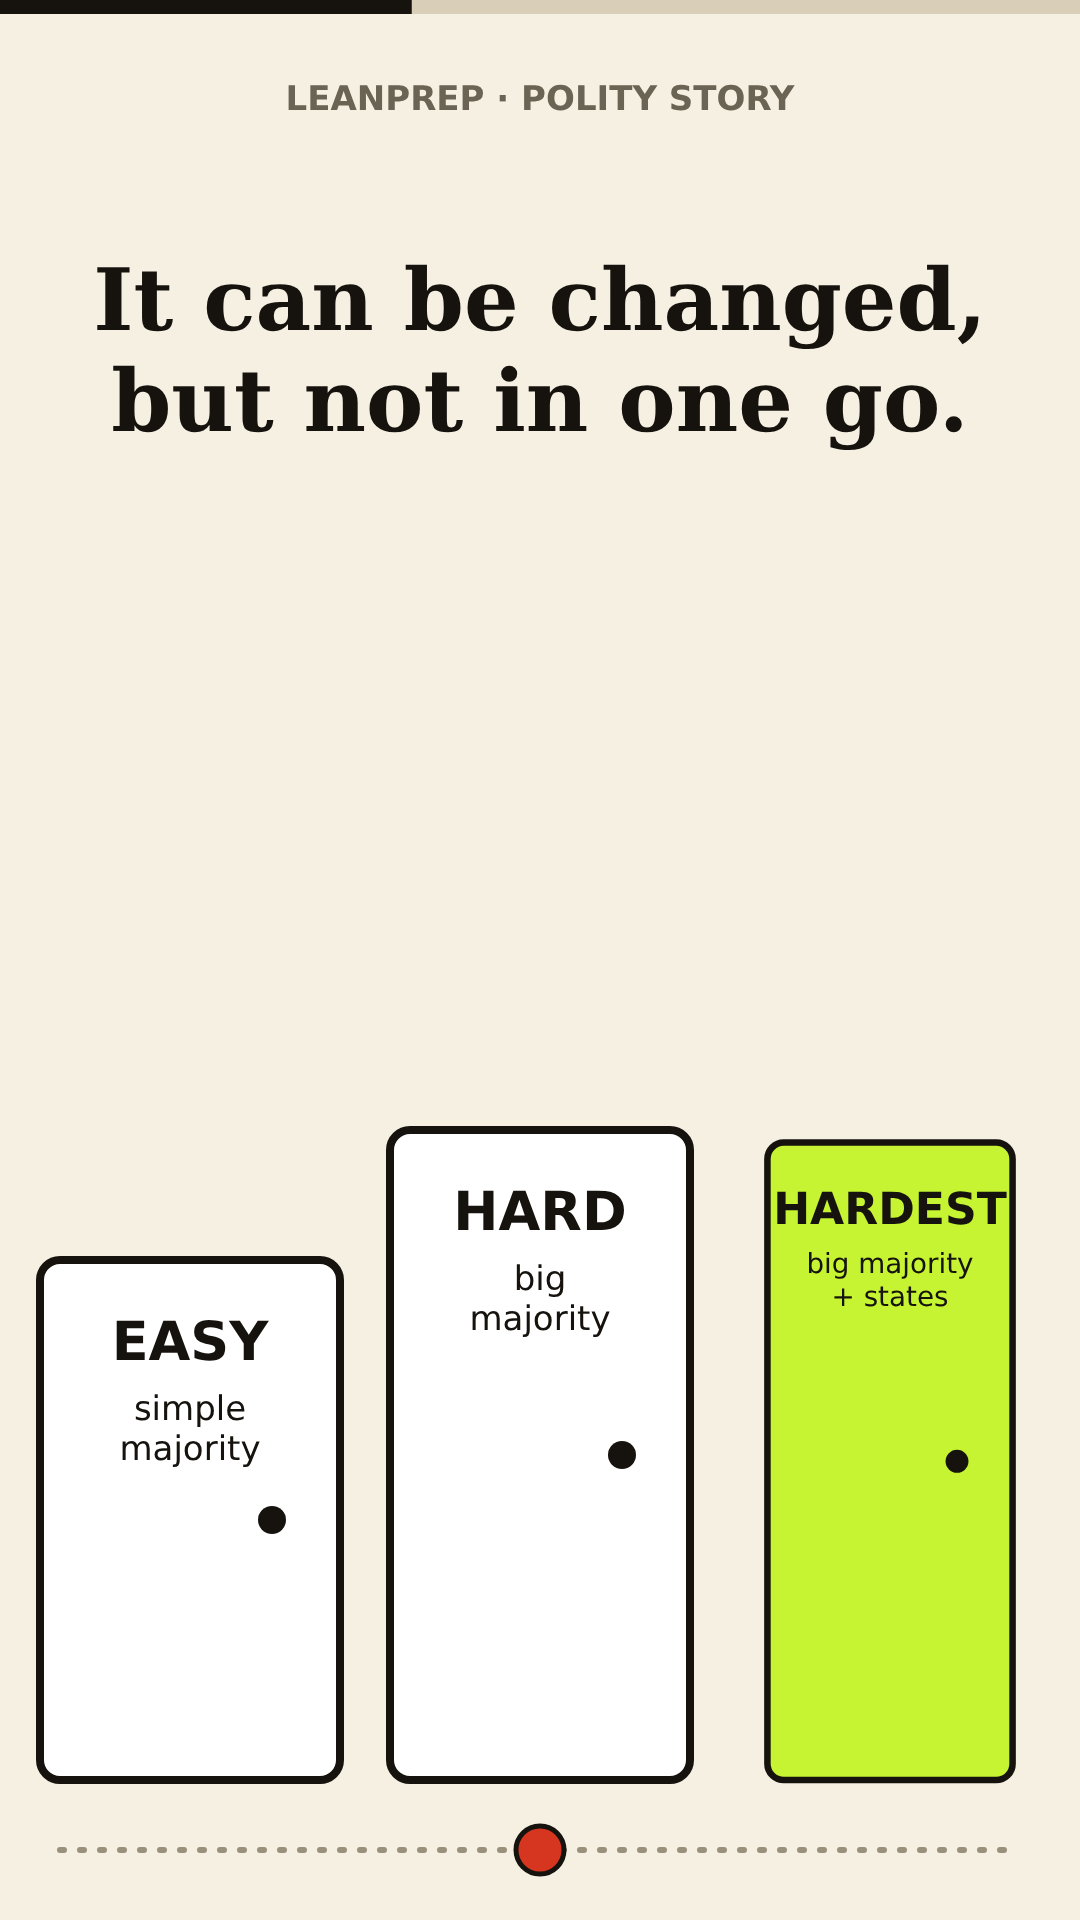 LEANPREP · POLITY STORY
It can be changed,
but not in one go.
EASY
simple
majority
HARD
big
majority
HARDEST
big majority
+ states